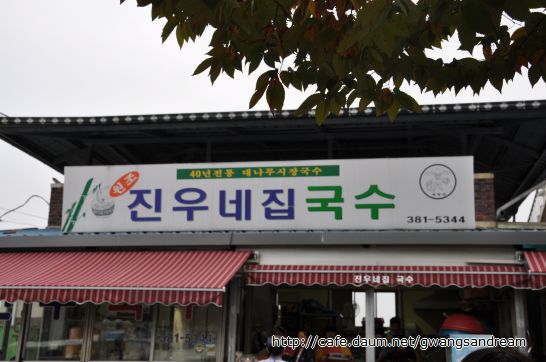 40년전통 대나무시장국수
원조
진우네집국수
381-5344
진우네집 국수
http://cafe.daum.net/gwangsandream